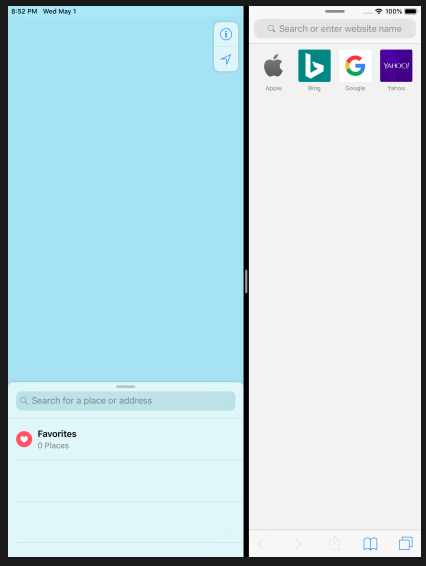 8:52 PM Wed May 1
100%
Search or enter website name
YAHOO!
Apple Bing Google Yahoo
Search for a place or address
Favorites
0 Places